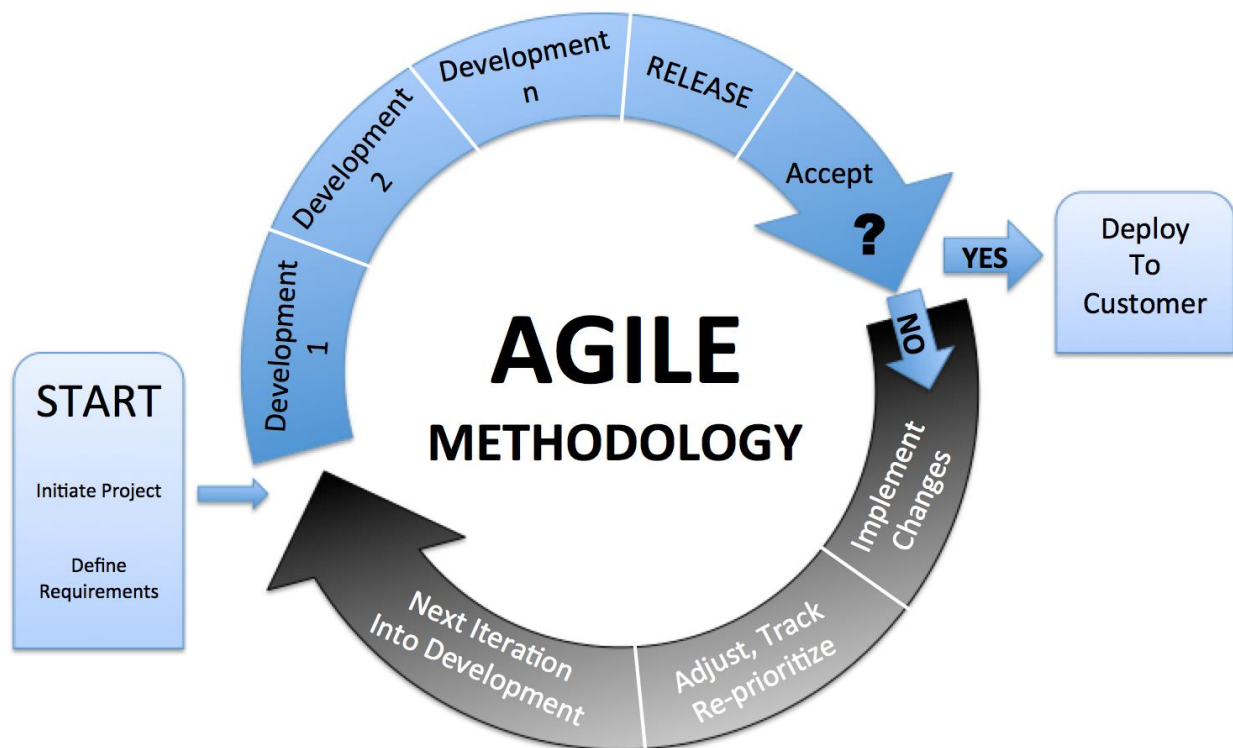 START
Initiate Project
Define
Requirements
Development
1
Development
2
Development
n
RELEASE
Accept
?
YES
Deploy
To
Customer
NO
Implement
Changes
Adjust, Track
Re-prioritize
Next Iteration
Into Development
AGILE
METHODOLOGY